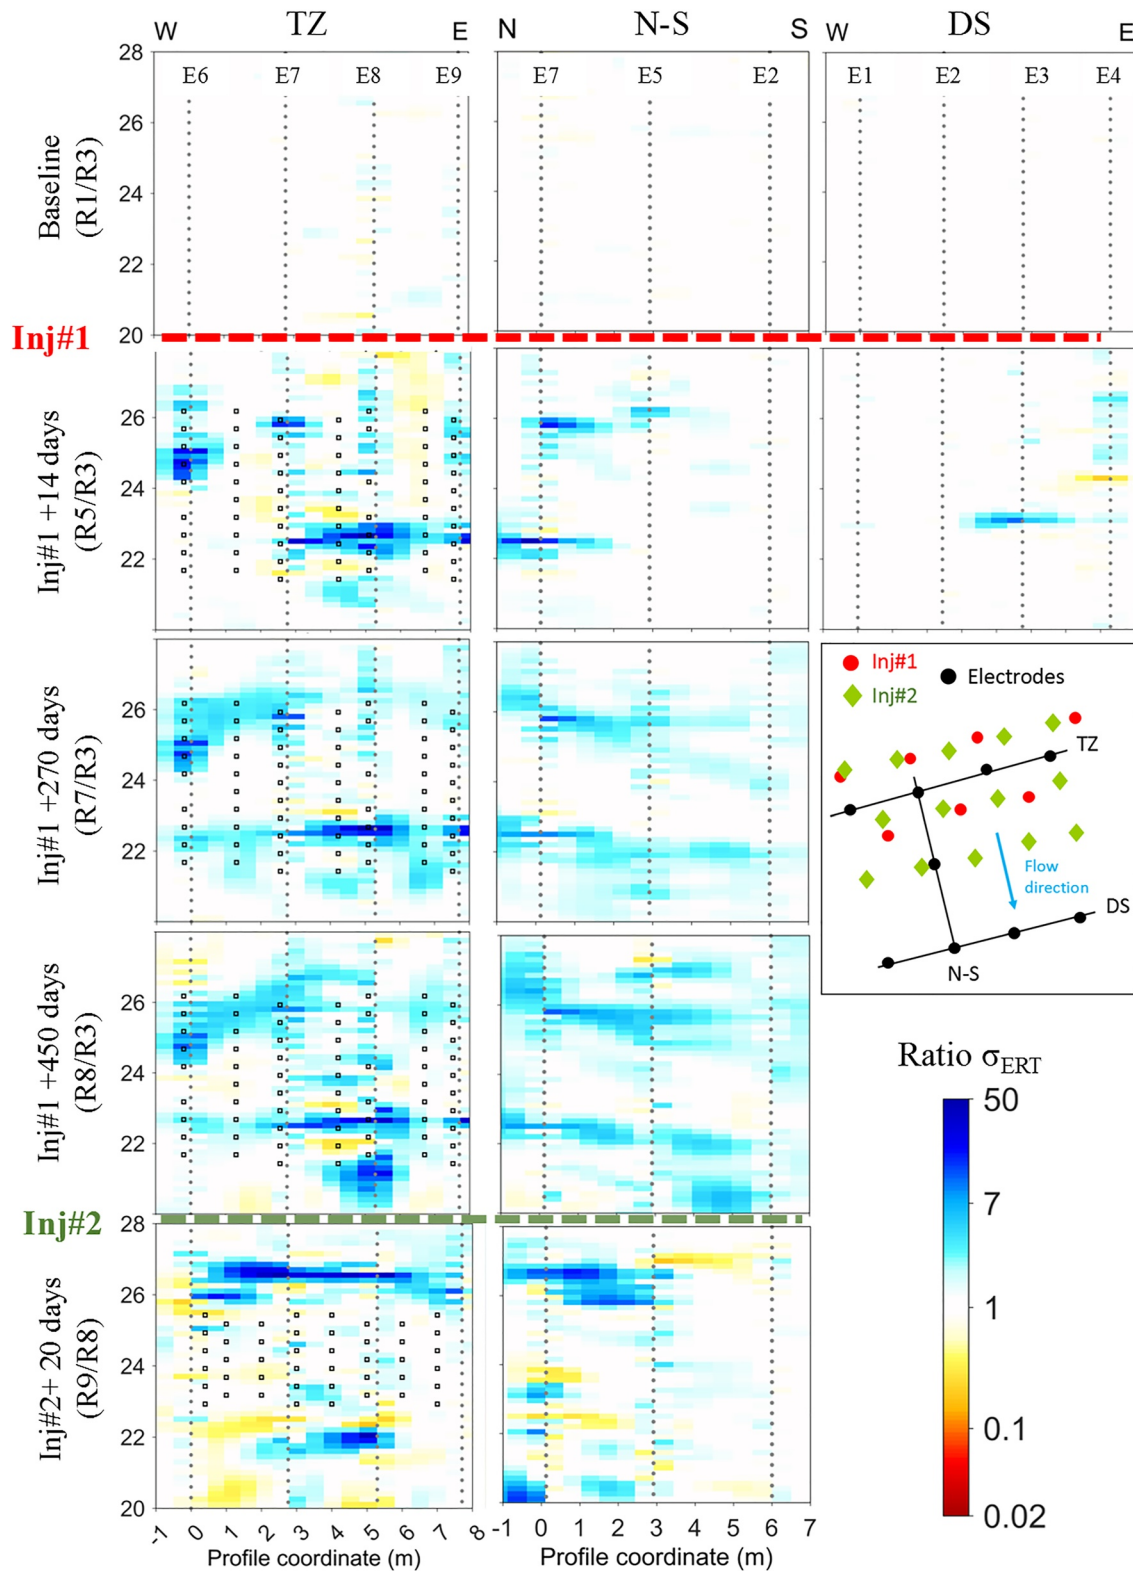 TZ N-S DS
W E N S W E
E6 E7 E8 E9 E7 E5 E2 E1 E2 E3 E4
Baseline
(R1/R3)
28
26
24
22
20
Inj#1
Inj#1 +14 days
(R5/R3)
26
24
22
Inj#1 +270 days
(R7/R3)
26
24
22
Inj#1
Inj#2
Electrodes
TZ
Flow
direction
DS
N-S
Inj#1 +450 days
(R8/R3)
26
24
22
Ratio σERT
50
7
1
0.1
0.02
Inj#2
Inj#2+ 20 days
(R9/R8)
28
26
24
22
20
-1 0 1 2 3 4 5 6 7 8
Profile coordinate (m)
-1 0 1 2 3 4 5 6 7
Profile coordinate (m)